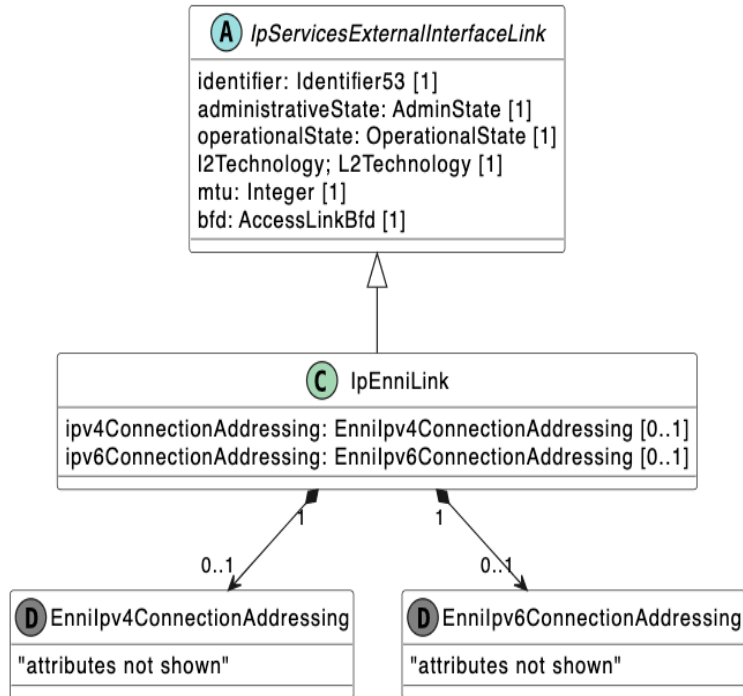 A IpServicesExternalInterfaceLink
identifier: Identifier53 [1]
administrativeState: AdminState [1]
operationalState: OperationalState [1]
l2Technology; L2Technology [1]
mtu: Integer [1]
bfd: AccessLinkBfd [1]
C IpEnniLink
ipv4ConnectionAddressing: EnniIpv4ConnectionAddressing [0..1]
ipv6ConnectionAddressing: EnniIpv6ConnectionAddressing [0..1]
1 1
0..1 0..1
D EnniIpv4ConnectionAddressing
"attributes not shown"
D EnniIpv6ConnectionAddressing
"attributes not shown"